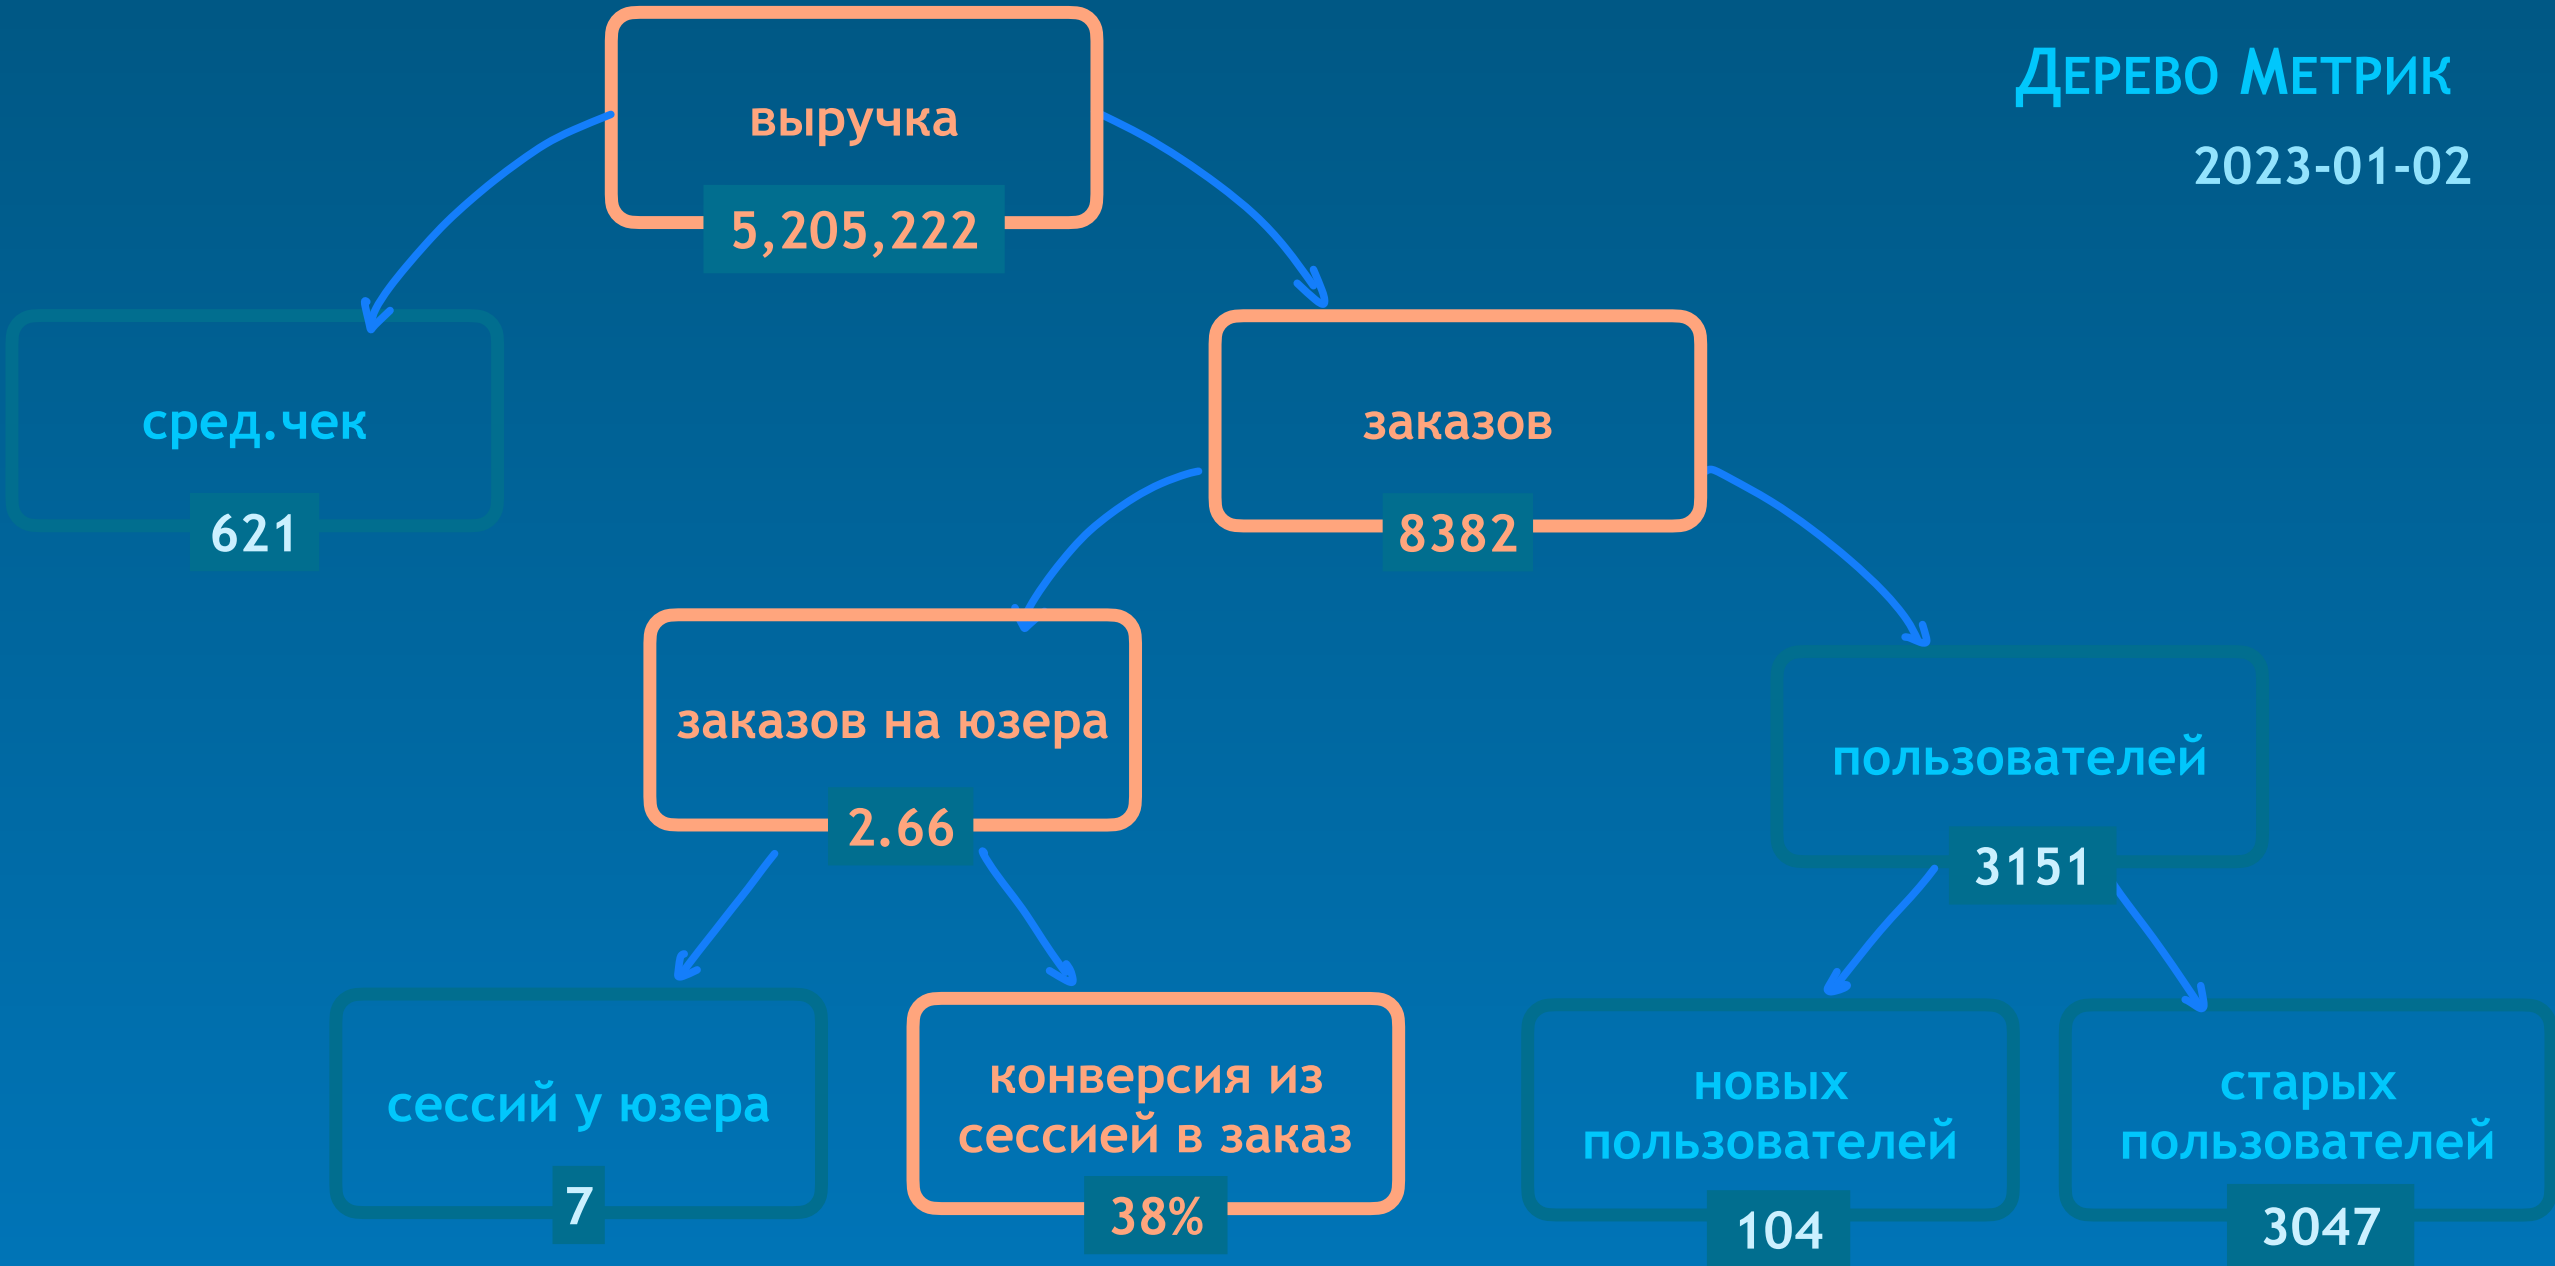 Дерево Метрик
2023-01-02
выручка
5,205,222
сред.чек
621
заказов
8382
заказов на юзера
2.66
пользователей
3151
сессий у юзера
7
конверсия из
сессией в заказ
38%
новых
пользователей
104
старых
пользователей
3047